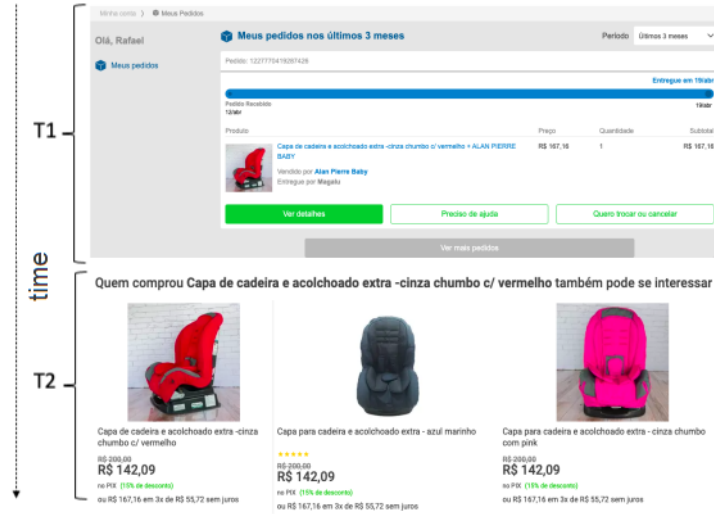 Minha conta 〉 Meus Pedidos
Olá, Rafael
Meus pedidos
Meus pedidos nos últimos 3 meses
Período Últimos 3 meses
Pedido: 1227770419287426
Entregue em 19/abr
Pedido Recebido
12/abr
19/abr
Produto Preço Quantidade Subtotal
Capa de cadeira e acolchoado extra -cinza chumbo c/ vermelho + ALAN PIERRE
BABY
R$ 167,16 1 R$ 167,16
Vendido por Alan Pierre Baby
Entregue por Magalu
Ver detalhes Preciso de ajuda Quero trocar ou cancelar
Ver mais pedidos
T1
time
T2
Quem comprou Capa de cadeira e acolchoado extra -cinza chumbo c/ vermelho também pode se interessar
Capa de cadeira e acolchoado extra -cinza
chumbo c/ vermelho
R$ 200,00
R$ 142,09
no PIX (15% de desconto)
ou R$ 167,16 em 3x de R$ 55,72 sem juros
Capa para cadeira e acolchoado extra - azul marinho
R$ 200,00
R$ 142,09
no PIX (15% de desconto)
ou R$ 167,16 em 3x de R$ 55,72 sem juros
Capa para cadeira e acolchoado extra - cinza chumbo
com pink
R$ 200,00
R$ 142,09
no PIX (15% de desconto)
ou R$ 167,16 em 3x de R$ 55,72 sem juros